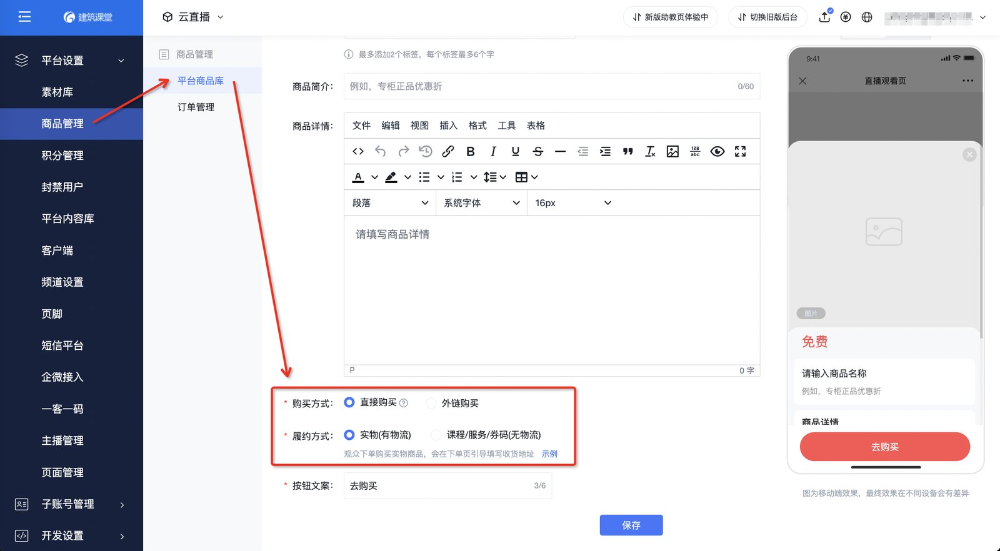 建筑课堂
云直播
新版助教页体验中
切换旧版后台
平台设置
素材库
商品管理
积分管理
封禁用户
平台内容库
客户端
频道设置
页脚
短信平台
企微接入
一客一码
主播管理
页面管理
子账号管理
开发设置
商品管理
平台商品库
订单管理
最多添加2个标签，每个标签最多6个字
商品简介：
例如，专柜正品优惠折
0/60
商品详情：
文件 编辑 视图 插入 格式 工具 表格
段落 系统字体 16px
请填写商品详情
P
0 字
* 购买方式： 直接购买 外链购买
* 履约方式： 实物(有物流) 课程/服务/券码(无物流)
观众下单购买实物商品，会在下单页引导填写收货地址 示例
* 按钮文案： 去购买 3/6
保存
9:41
直播观看页
图片
免费
请输入商品名称
例如，专柜正品优惠折
商品详情
去购买
图为移动端效果，最终效果在不同设备会有差异